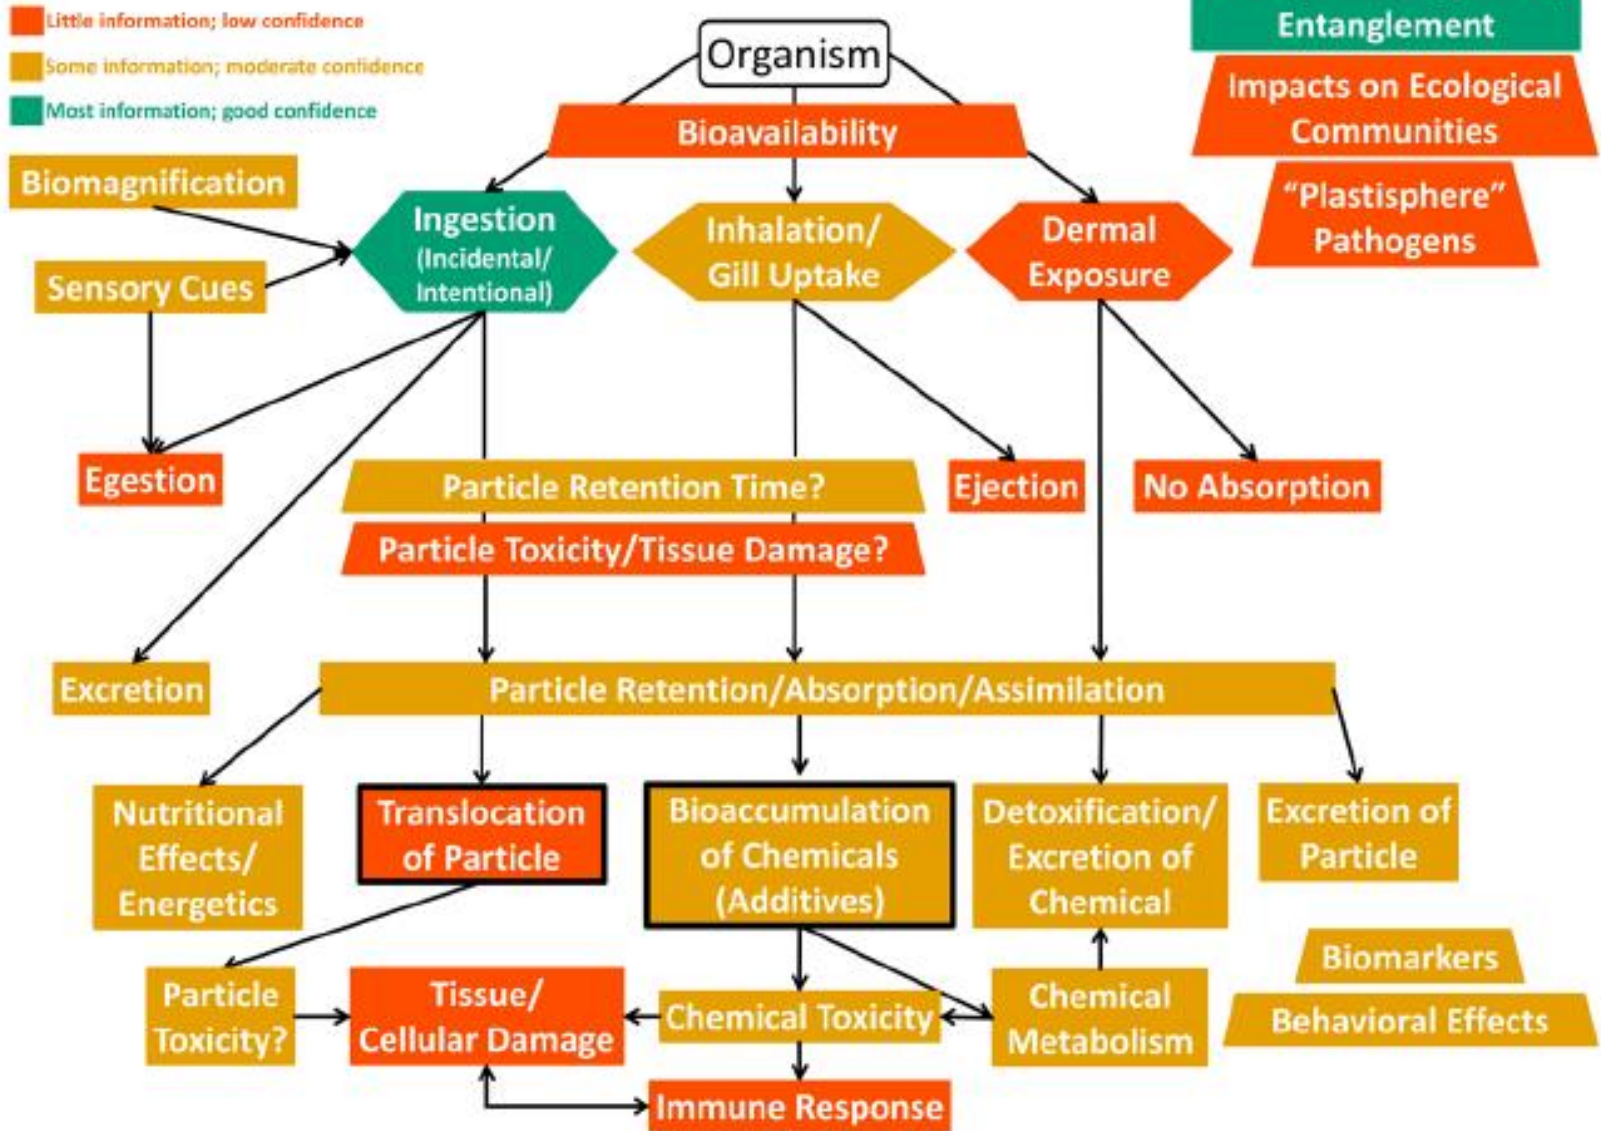 Little information; low confidence
Some information; moderate confidence
Most information; good confidence
Organism
Entanglement
Impacts on Ecological
Communities
“Plastisphere”
Pathogens
Bioavailability
Biomagnification
Sensory Cues
Ingestion
(Incidental/
Intentional)
Inhalation/
Gill Uptake
Dermal
Exposure
Egestion
Particle Retention Time?
Ejection
No Absorption
Particle Toxicity/Tissue Damage?
Excretion
Particle Retention/Absorption/Assimilation
Nutritional
Effects/
Energetics
Translocation
of Particle
Bioaccumulation
of Chemicals
(Additives)
Detoxification/
Excretion of
Chemical
Excretion of
Particle
Particle
Toxicity?
Tissue/
Cellular Damage
Chemical Toxicity
Chemical
Metabolism
Biomarkers
Behavioral Effects
Immune Response